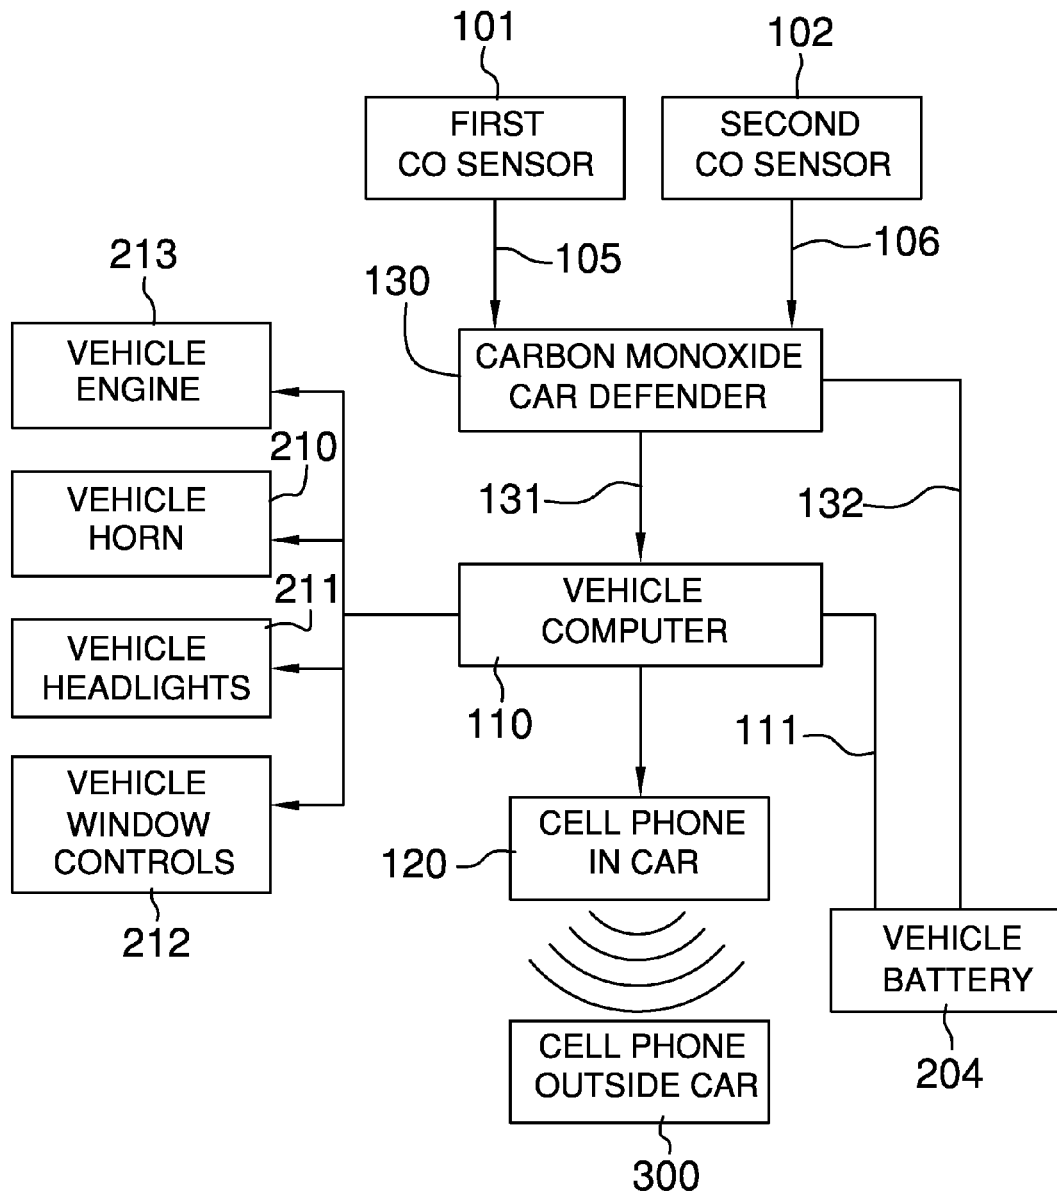 101
102
FIRST
CO SENSOR
SECOND
CO SENSOR
105
106
213
130
VEHICLE
ENGINE
CARBON MONOXIDE
CAR DEFENDER
210
VEHICLE
HORN
131
132
211
VEHICLE
HEADLIGHTS
VEHICLE
COMPUTER
110
111
VEHICLE
WINDOW
CONTROLS
212
CELL PHONE
IN CAR
120
VEHICLE
BATTERY
204
CELL PHONE
OUTSIDE CAR
300